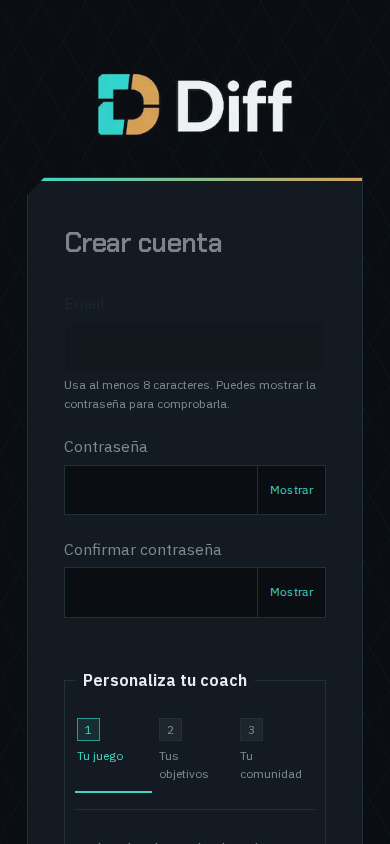 Diff
Crear cuenta
Email
Usa al menos 8 caracteres. Puedes mostrar la
contraseña para comprobarla.
Contraseña
Mostrar
Confirmar contraseña
Mostrar
Personaliza tu coach
1
2
3
Tu juego
Tus
objetivos
Tu
comunidad